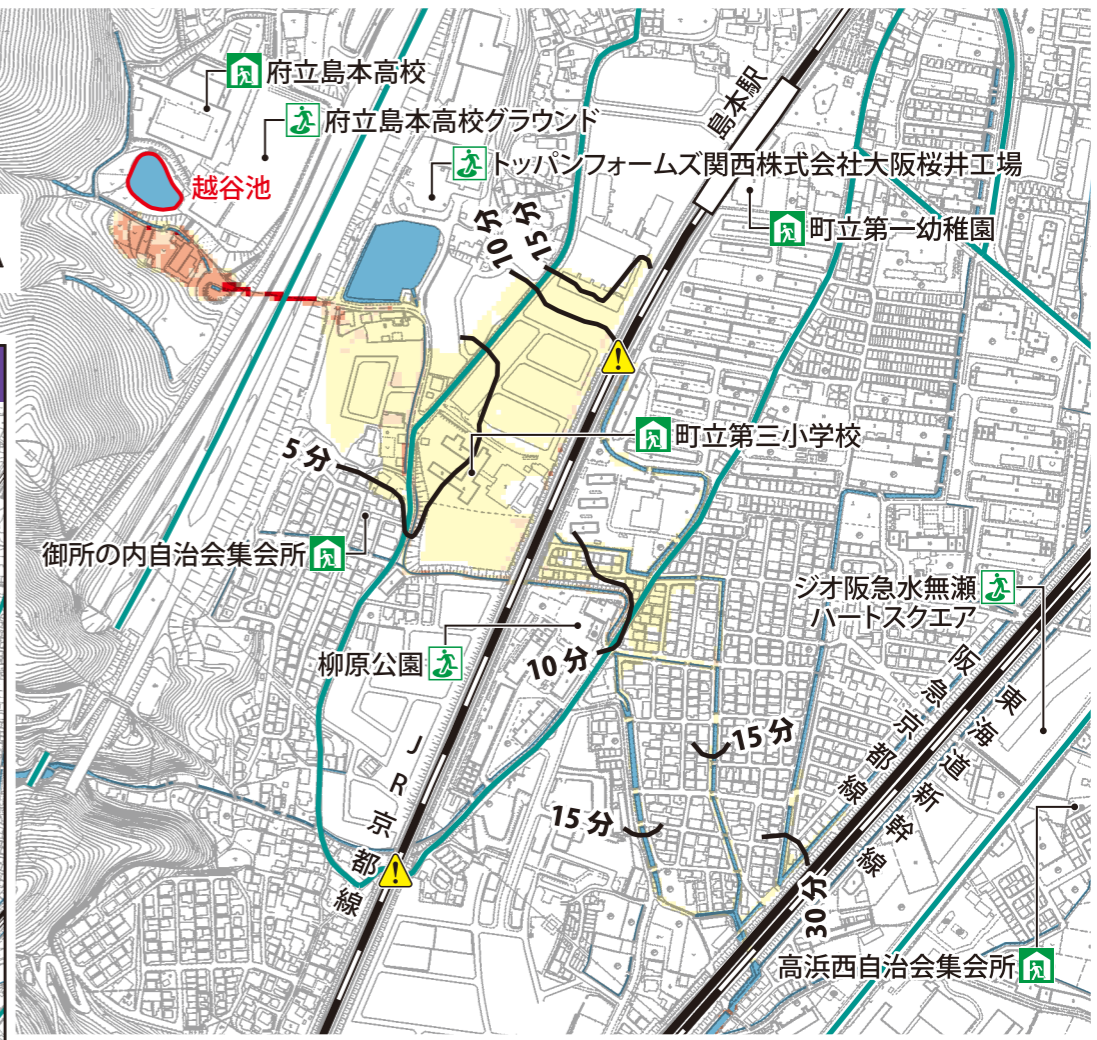 府立島本高校
府立島本高校グラウンド
島本駅
トッパンフォームズ関西株式会社大阪桜井工場
越谷池
町立第一幼稚園
10分
15分
町立第三小学校
5分
御所の内自治会集会所
ジオ阪急水無瀬
ハートスクエア
柳原公園
10分
阪急京都線
東海道新幹線
JR京都線
15分
15分
30分
高浜西自治会集会所